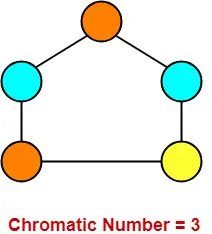 Chromatic Number = 3